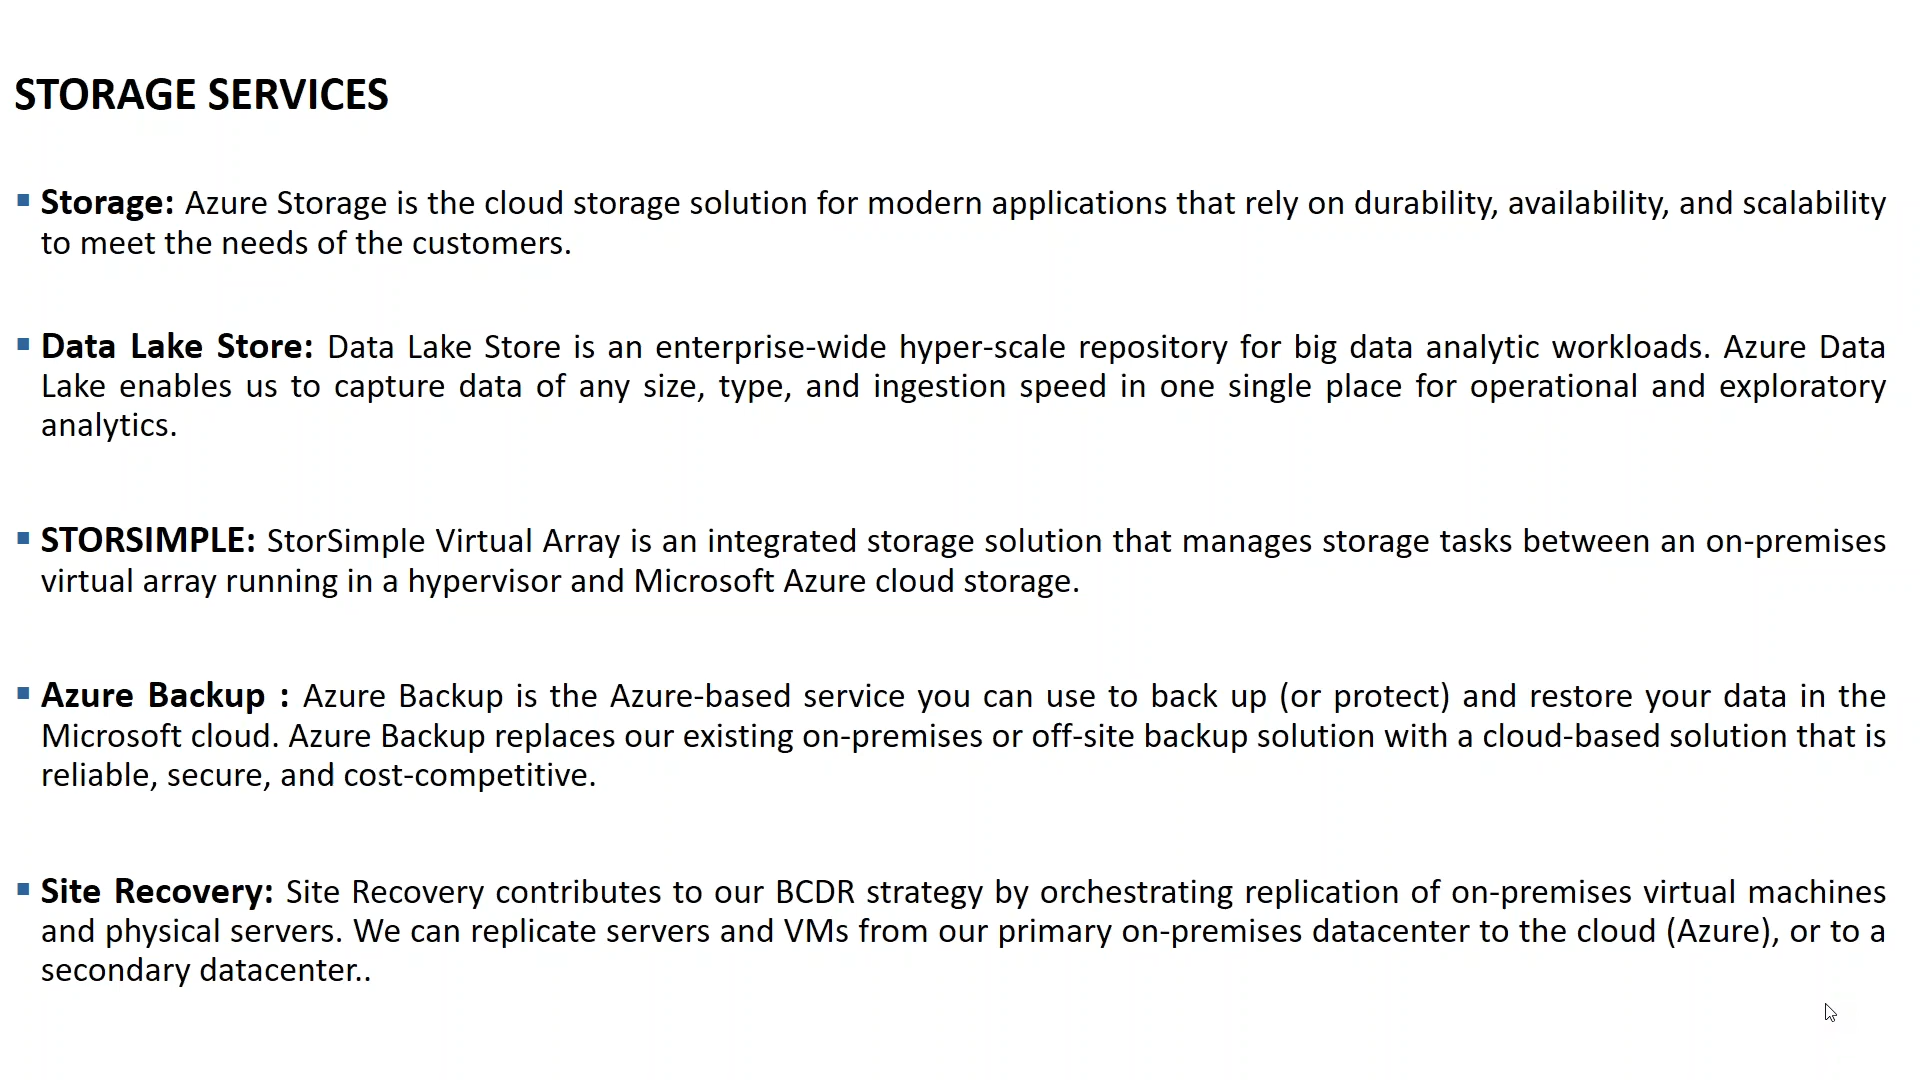 STORAGE SERVICES
▪ Storage: Azure Storage is the cloud storage solution for modern applications that rely on durability, availability, and scalability
to meet the needs of the customers.
▪ Data Lake Store: Data Lake Store is an enterprise-wide hyper-scale repository for big data analytic workloads. Azure Data
Lake enables us to capture data of any size, type, and ingestion speed in one single place for operational and exploratory
analytics.
▪ STORSIMPLE: StorSimple Virtual Array is an integrated storage solution that manages storage tasks between an on-premises
virtual array running in a hypervisor and Microsoft Azure cloud storage.
▪ Azure Backup : Azure Backup is the Azure-based service you can use to back up (or protect) and restore your data in the
Microsoft cloud. Azure Backup replaces our existing on-premises or off-site backup solution with a cloud-based solution that is
reliable, secure, and cost-competitive.
▪ Site Recovery: Site Recovery contributes to our BCDR strategy by orchestrating replication of on-premises virtual machines
and physical servers. We can replicate servers and VMs from our primary on-premises datacenter to the cloud (Azure), or to a
secondary datacenter..